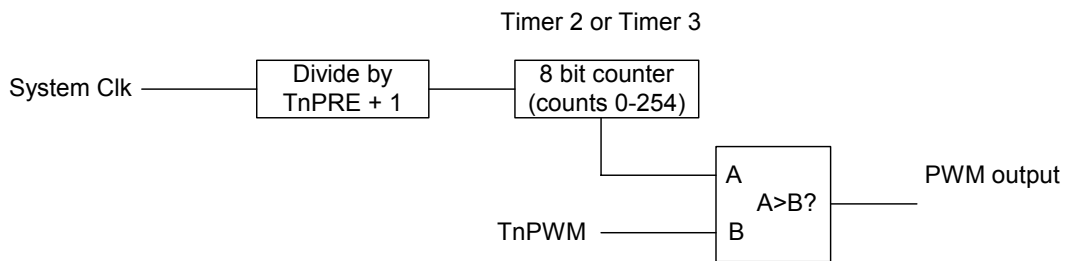 Timer 2 or Timer 3
System Clk
Divide by
TnPRE + 1
8 bit counter
(counts 0-254)
A
A>B?
B
TnPWM
PWM output